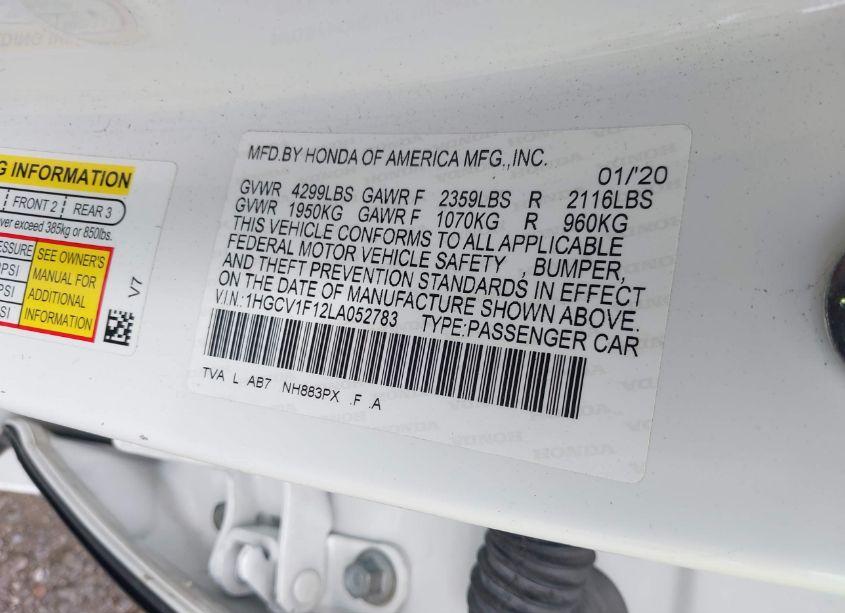 MFD.BY HONDA OF AMERICA MFG.,INC.
01/'20
GVWR 4299LBS GAWR F 2359LBS R 2116LBS
GVWR 1950KG GAWR F 1070KG R 960KG
THIS VEHICLE CONFORMS TO ALL APPLICABLE
FEDERAL MOTOR VEHICLE SAFETY , BUMPER,
AND THEFT PREVENTION STANDARDS IN EFFECT
ON THE DATE OF MANUFACTURE SHOWN ABOVE.
V.I.N.:1HGCV1F12LA052783 TYPE:PASSENGER CAR
TVA L AB7 NH883PX .F .A
INFORMATION
FRONT 2 | REAR 3
exceed 385kg or 850lbs.
SEE OWNER'S
MANUAL FOR
ADDITIONAL
INFORMATION
PSI
PSI
V7
HONDA